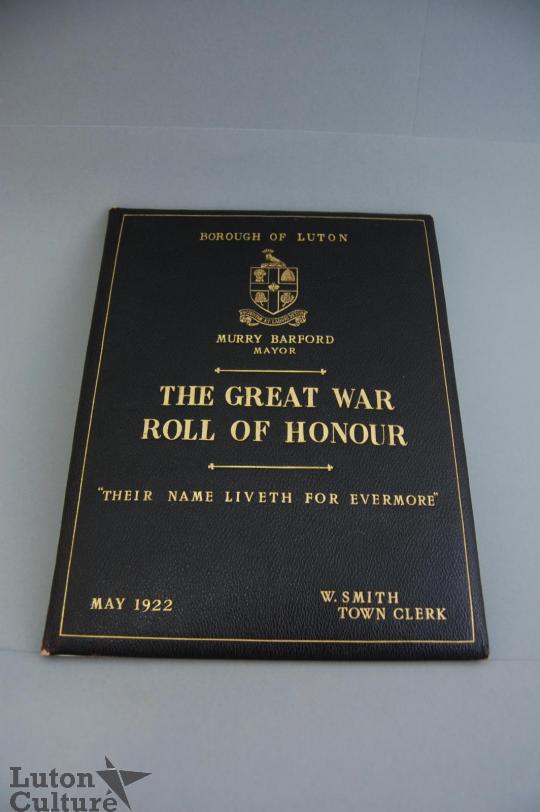 BOROUGH OF LUTON
MURRY BARFORD
MAYOR
THE GREAT WAR
ROLL OF HONOUR
"THEIR NAME LIVETH FOR EVERMORE"
MAY 1922
W. SMITH
TOWN CLERK
Luton
Culture